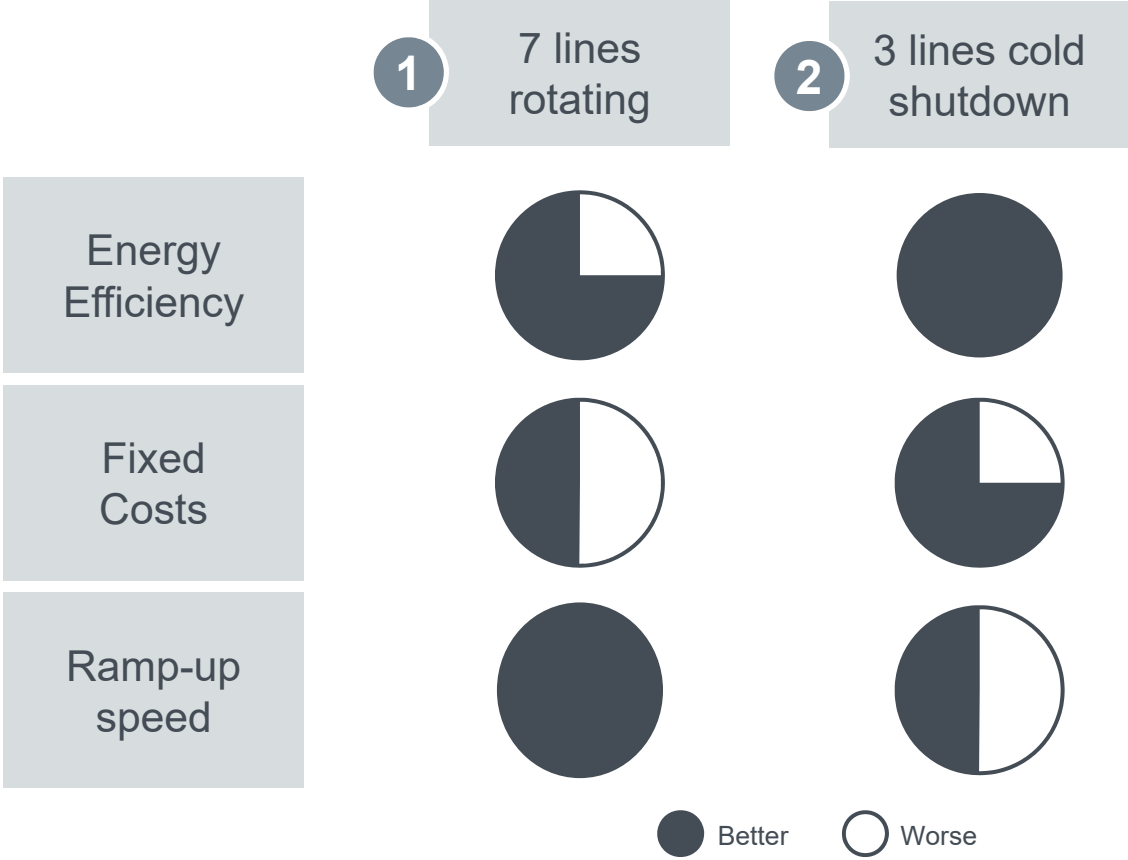 1
7 lines
rotating
2
3 lines cold
shutdown
Energy
Efficiency
Fixed
Costs
Ramp-up
speed
Better
Worse